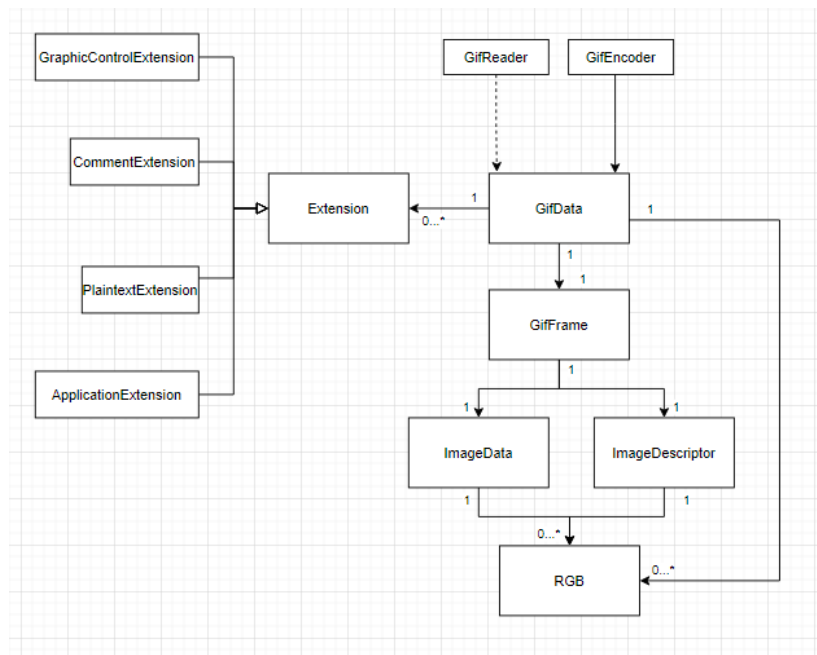 GraphicControlExtension
GifReader
GifEncoder
CommentExtension
Extension
1
0...*
GifData
1
1
1
PlaintextExtension
GifFrame
1
ApplicationExtension
1
1
ImageData
ImageDescriptor
1
1
0...*
RGB
0...*